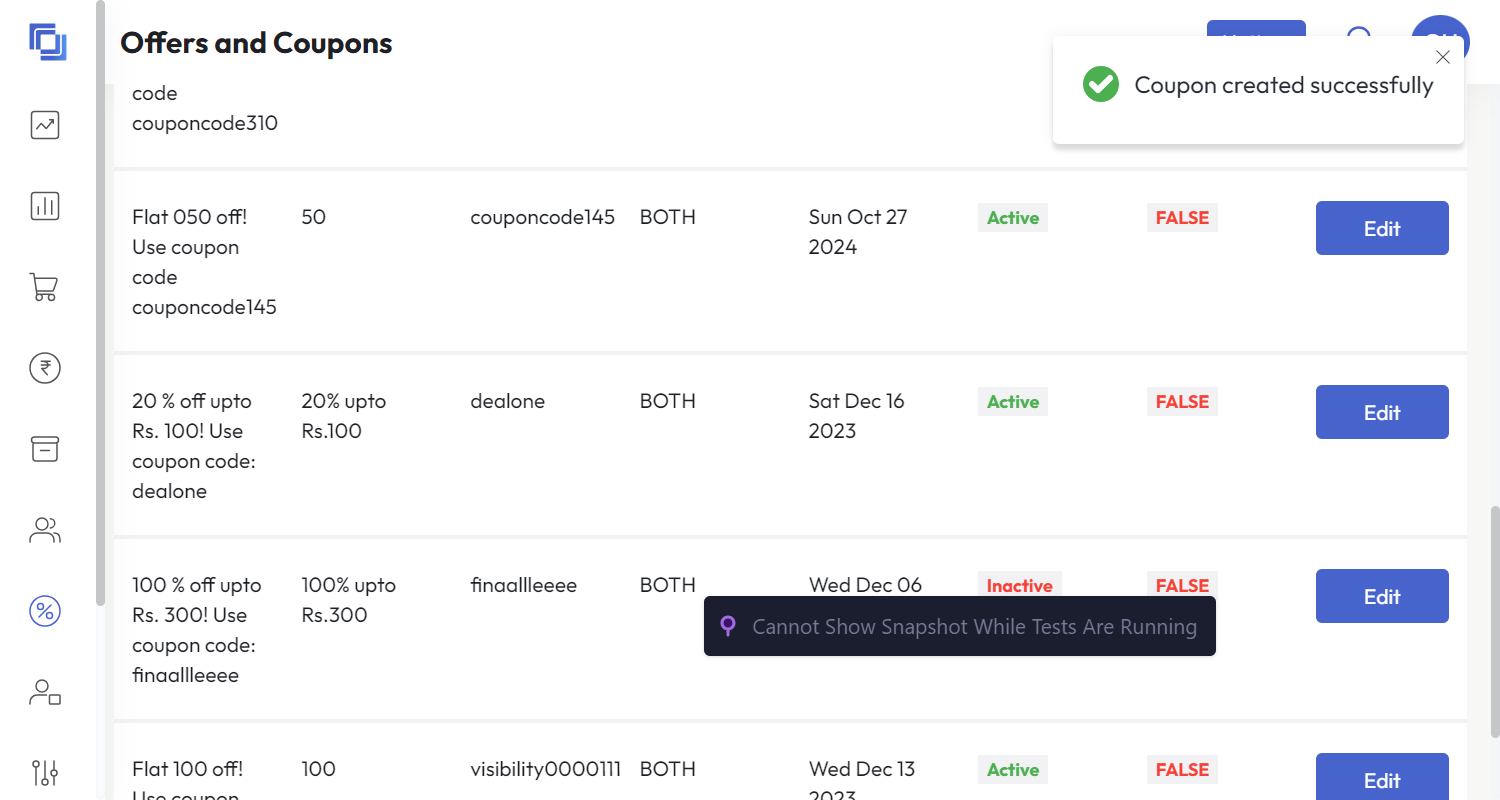 Offers and Coupons
Coupon created successfully
code
couponcode310
Flat 050 off!
Use coupon
code
couponcode145
50
couponcode145
BOTH
Sun Oct 27
2024
Active
FALSE
Edit
20 % off upto
Rs. 100! Use
coupon code:
dealone
20% upto
Rs.100
dealone
BOTH
Sat Dec 16
2023
Active
FALSE
Edit
100 % off upto
Rs. 300! Use
coupon code:
finaallleeee
100% upto
Rs.300
finaallleeee
BOTH
Wed Dec 06
Inactive
FALSE
Edit
Cannot Show Snapshot While Tests Are Running
Flat 100 off!
Use coupon
100
visibility0000111
BOTH
Wed Dec 13
2023
Active
FALSE
Edit